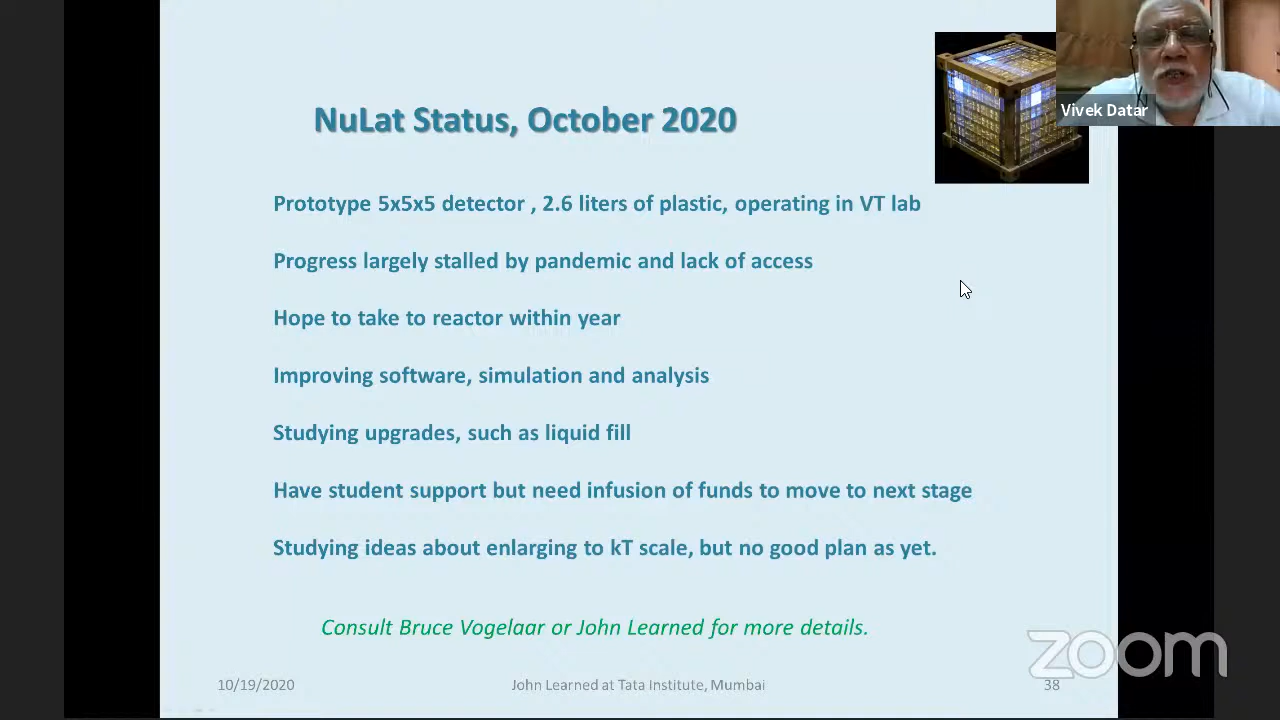 NuLat Status, October 2020
Vivek Datar
Prototype 5x5x5 detector , 2.6 liters of plastic, operating in VT lab
Progress largely stalled by pandemic and lack of access
Hope to take to reactor within year
Improving software, simulation and analysis
Studying upgrades, such as liquid fill
Have student support but need infusion of funds to move to next stage
Studying ideas about enlarging to kT scale, but no good plan as yet.
Consult Bruce Vogelaar or John Learned for more details.
zoom
10/19/2020 John Learned at Tata Institute, Mumbai 38